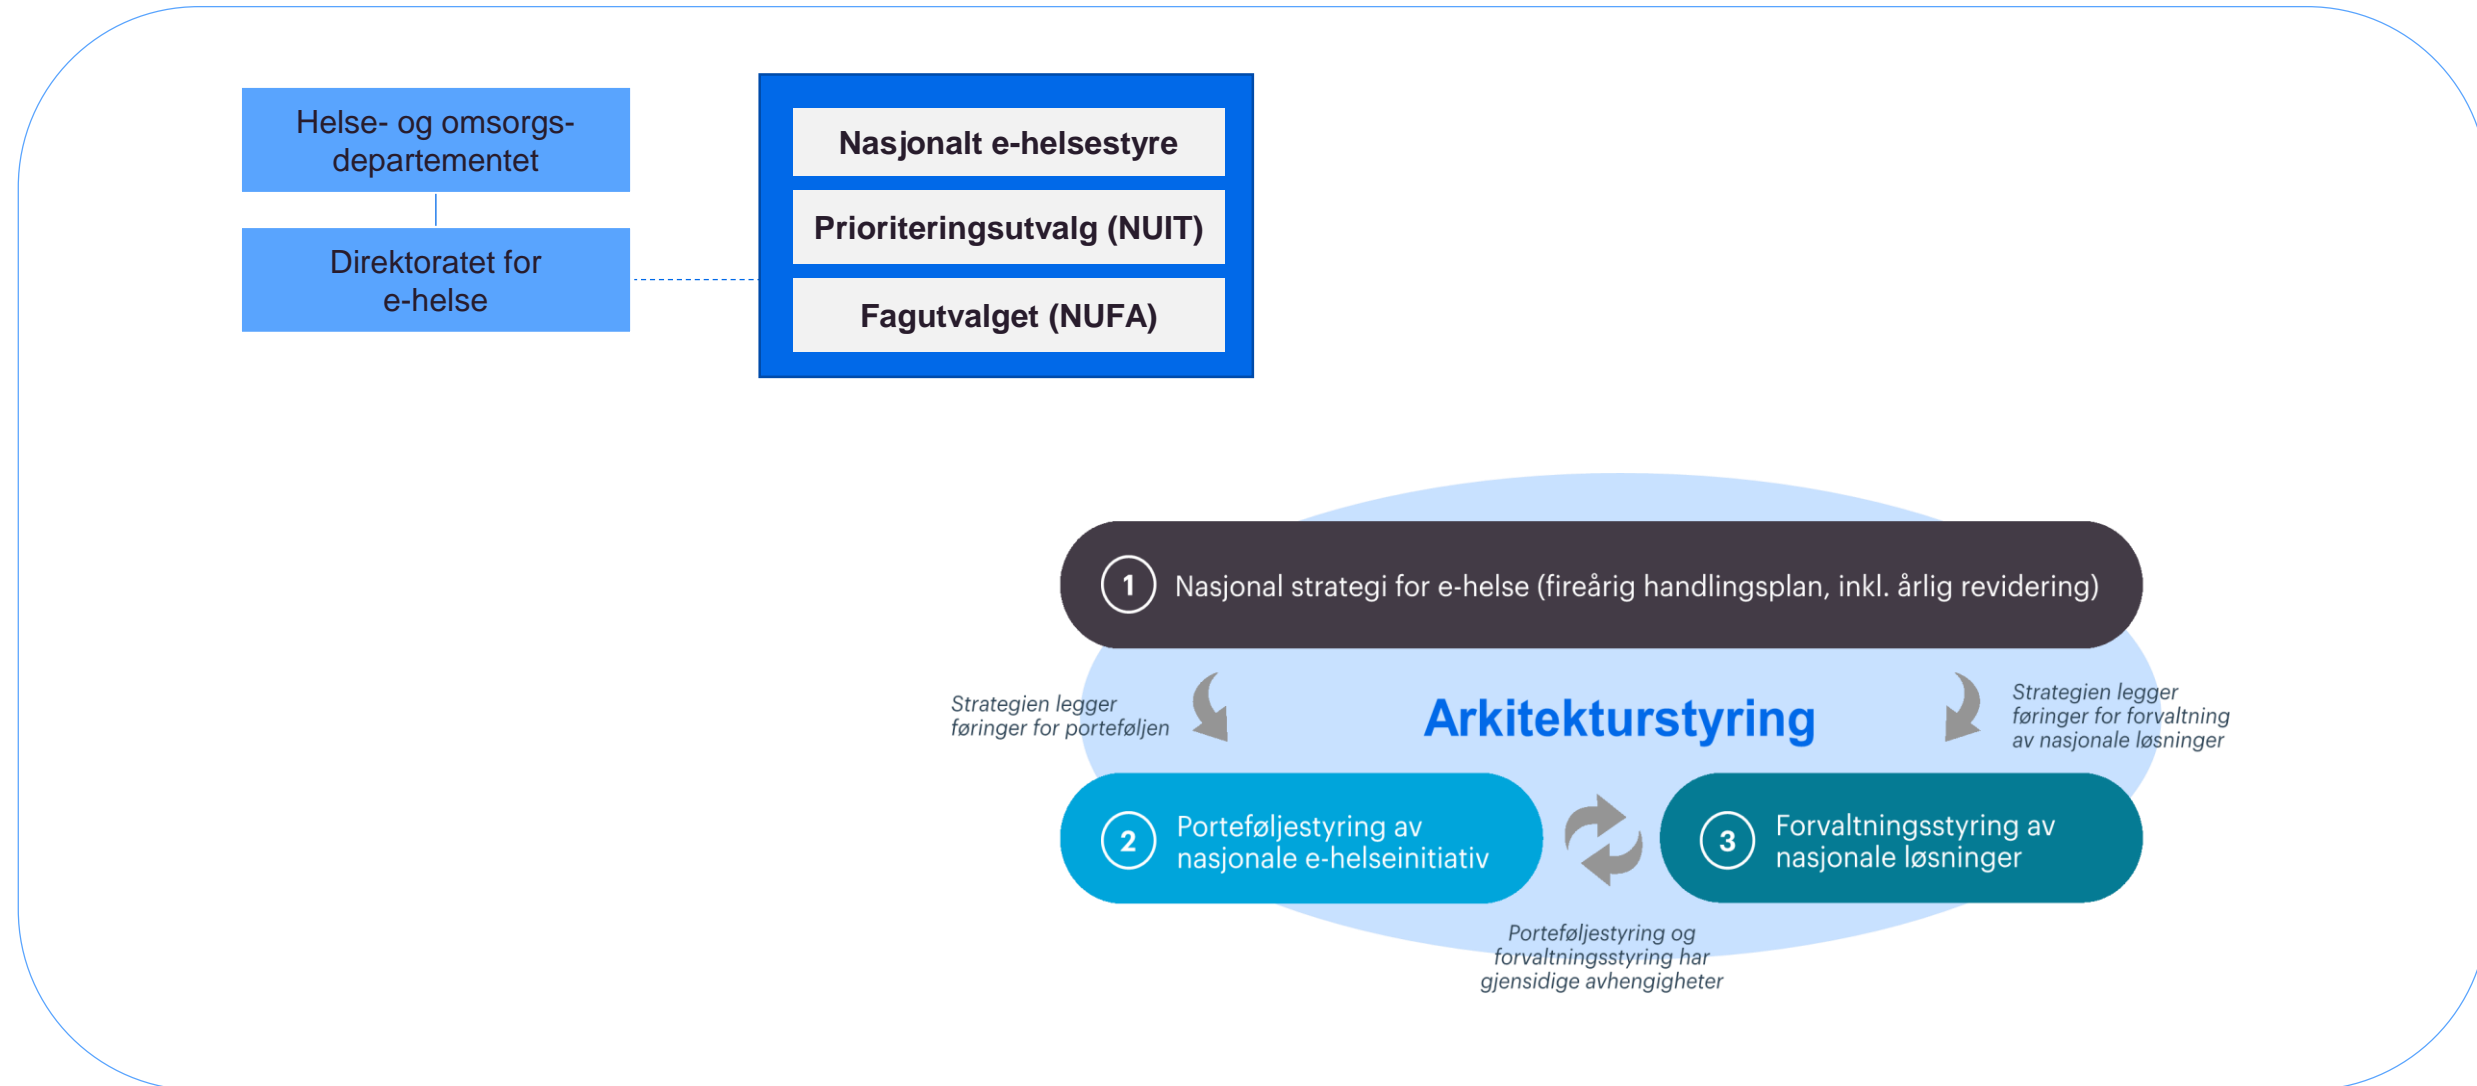 Helse- og omsorgs-
departementet
Direktoratet for
e-helse
Nasjonalt e-helsestyre
Prioriteringsutvalg (NUIT)
Fagutvalget (NUFA)
1 Nasjonal strategi for e-helse (fireårig handlingsplan, inkl. årlig revidering)
Strategien legger
føringer for porteføljen
Arkitekturstyring
Strategien legger
føringer for forvaltning
av nasjonale løsninger
2 Porteføljestyring av
nasjonale e-helseinitiativ
3 Forvaltningsstyring av
nasjonale løsninger
Porteføljestyring og
forvaltningsstyring har
gjensidige avhengigheter